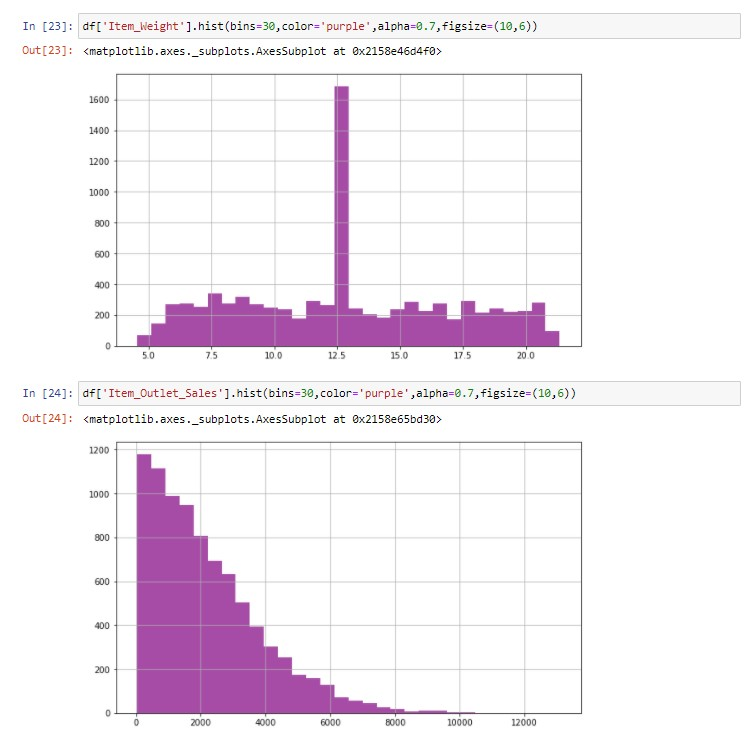 In [23]: df['Item_Weight'].hist(bins=30,color='purple',alpha=0.7,figsize=(10,6))
Out[23]: <matplotlib.axes._subplots.AxesSubplot at 0x2158e46d4f0>
1600
1400
1200
1000
800
600
400
200
0
5.0 7.5 10.0 12.5 15.0 17.5 20.0
In [24]: df['Item_Outlet_Sales'].hist(bins=30,color='purple',alpha=0.7,figsize=(10,6))
Out[24]: <matplotlib.axes._subplots.AxesSubplot at 0x2158e65bd30>
1200
1000
800
600
400
200
0
0 2000 4000 6000 8000 10000 12000